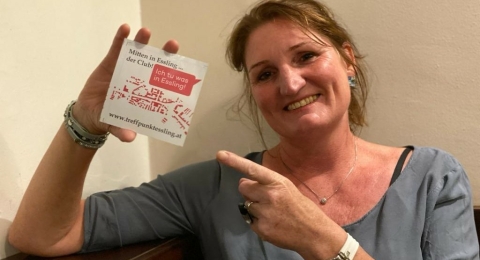 Mitten in Essling –
der Club!
Ich tu was
in Essling!
www.treffpunktessling.at